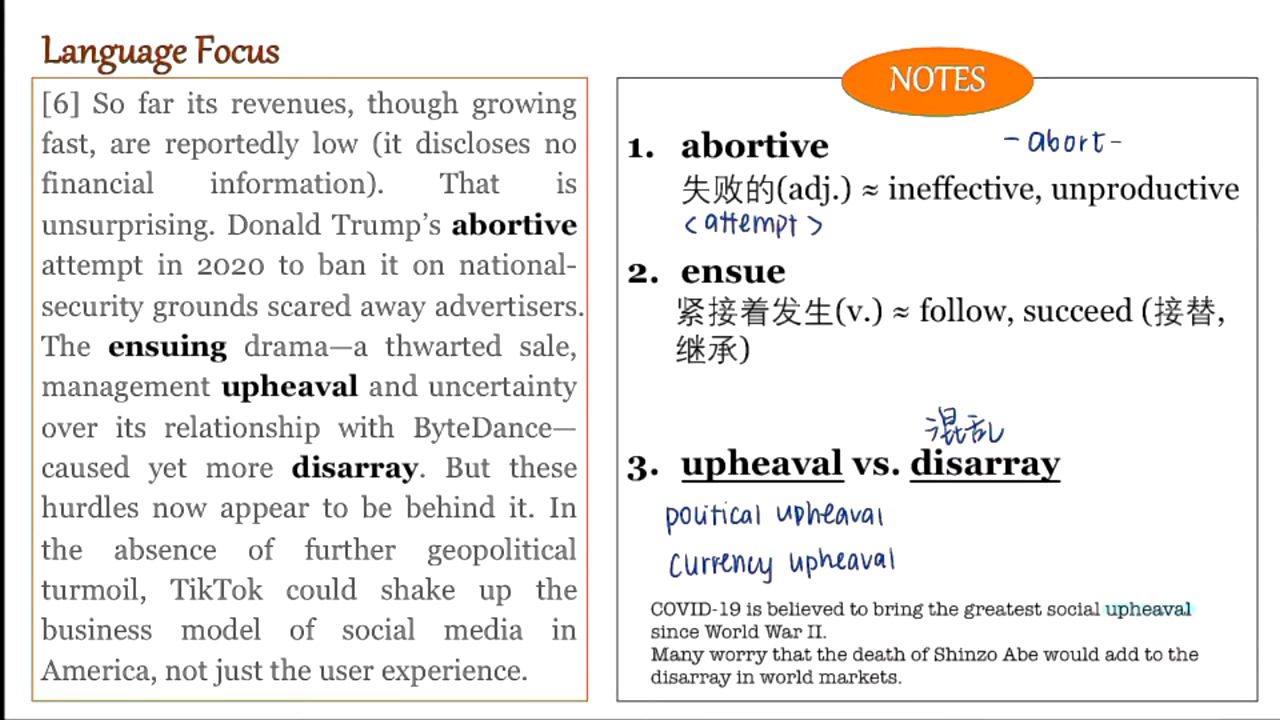 Language Focus
[6] So far its revenues, though growing
fast, are reportedly low (it discloses no
financial information). That is
unsurprising. Donald Trump's abortive
attempt in 2020 to ban it on national-
security grounds scared away advertisers.
The ensuing drama—a thwarted sale,
management upheaval and uncertainty
over its relationship with ByteDance—
caused yet more disarray. But these
hurdles now appear to be behind it. In
the absence of further geopolitical
turmoil, TikTok could shake up the
business model of social media in
America, not just the user experience.
NOTES
1. abortive - abort -
失败的(adj.) ≈ ineffective, unproductive
< attempt >
2. ensue
紧接着发生(v.) ≈ follow, succeed (接替,
继承)
混乱
3. upheaval vs. disarray
political upheaval
currency upheaval
COVID-19 is believed to bring the greatest social upheaval
since World War II.
Many worry that the death of Shinzo Abe would add to the
disarray in world markets.